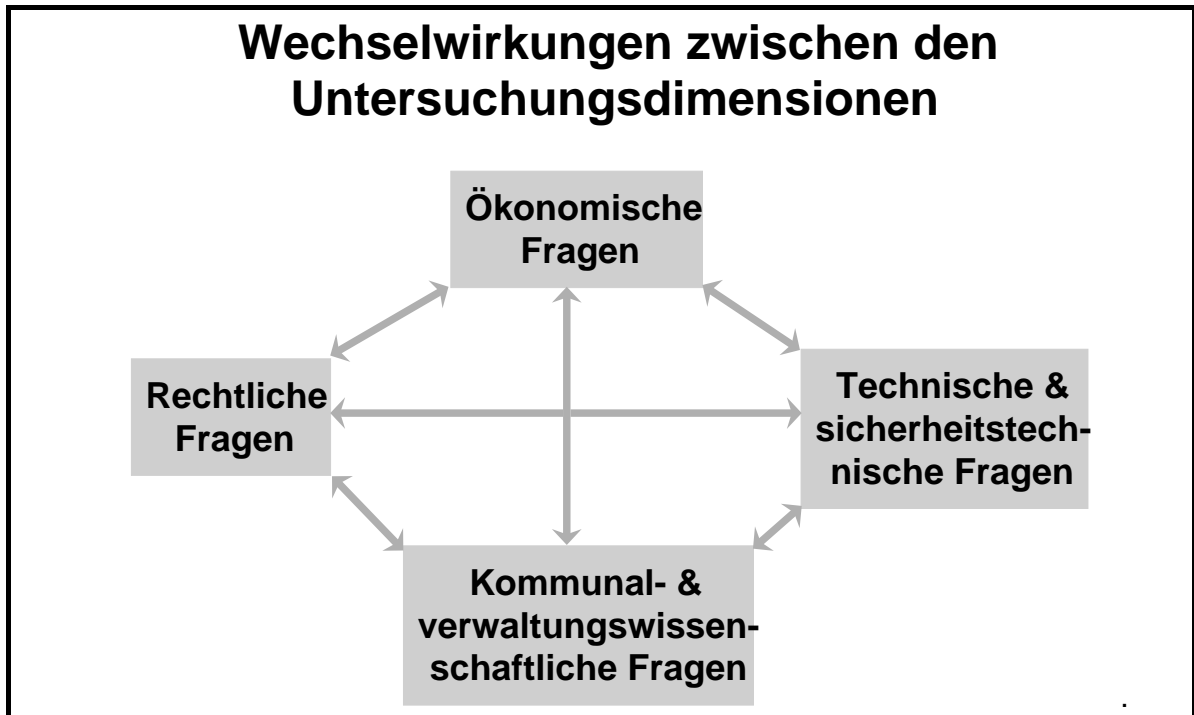 Wechselwirkungen zwischen den
Untersuchungsdimensionen
Ökonomische
Fragen
Rechtliche
Fragen
Technische &
sicherheitstech-
nische Fragen
Kommunal- &
verwaltungswissen-
schaftliche Fragen
.